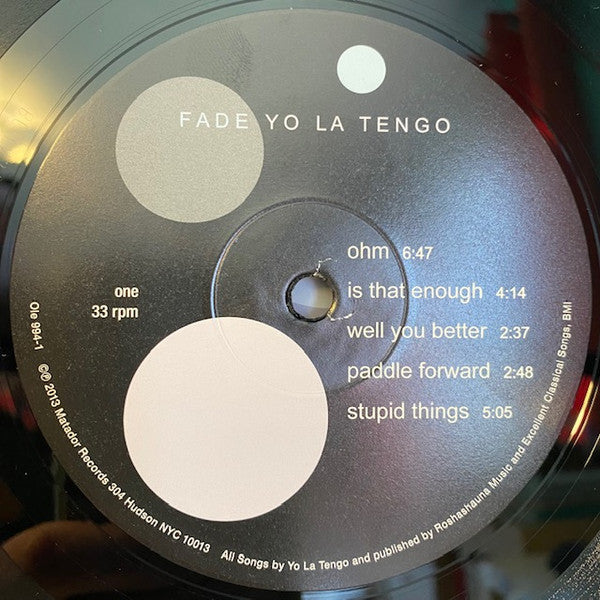 FADE YO LA TENGO
ohm 6:47
is that enough 4:14
well you better 2:37
paddle forward 2:48
stupid things 5:05
one
33 rpm
Ole 994-1 ©℗ 2013 Matador Records 304 Hudson NYC 10013 All Songs by Yo La Tengo and published by Roshashauna Music and Excellent Classical Songs, BMI